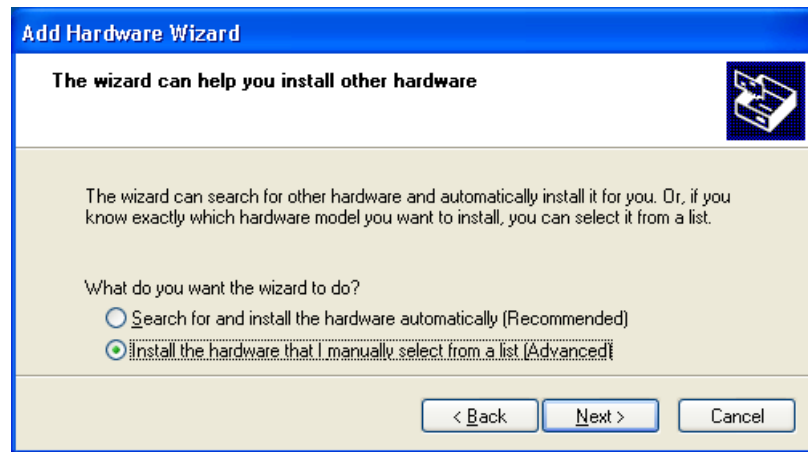 Add Hardware Wizard
The wizard can help you install other hardware
The wizard can search for other hardware and automatically install it for you. Or, if you
know exactly which hardware model you want to install, you can select it from a list.
What do you want the wizard to do?
Search for and install the hardware automatically (Recommended)
Install the hardware that I manually select from a list (Advanced)
< Back Next > Cancel